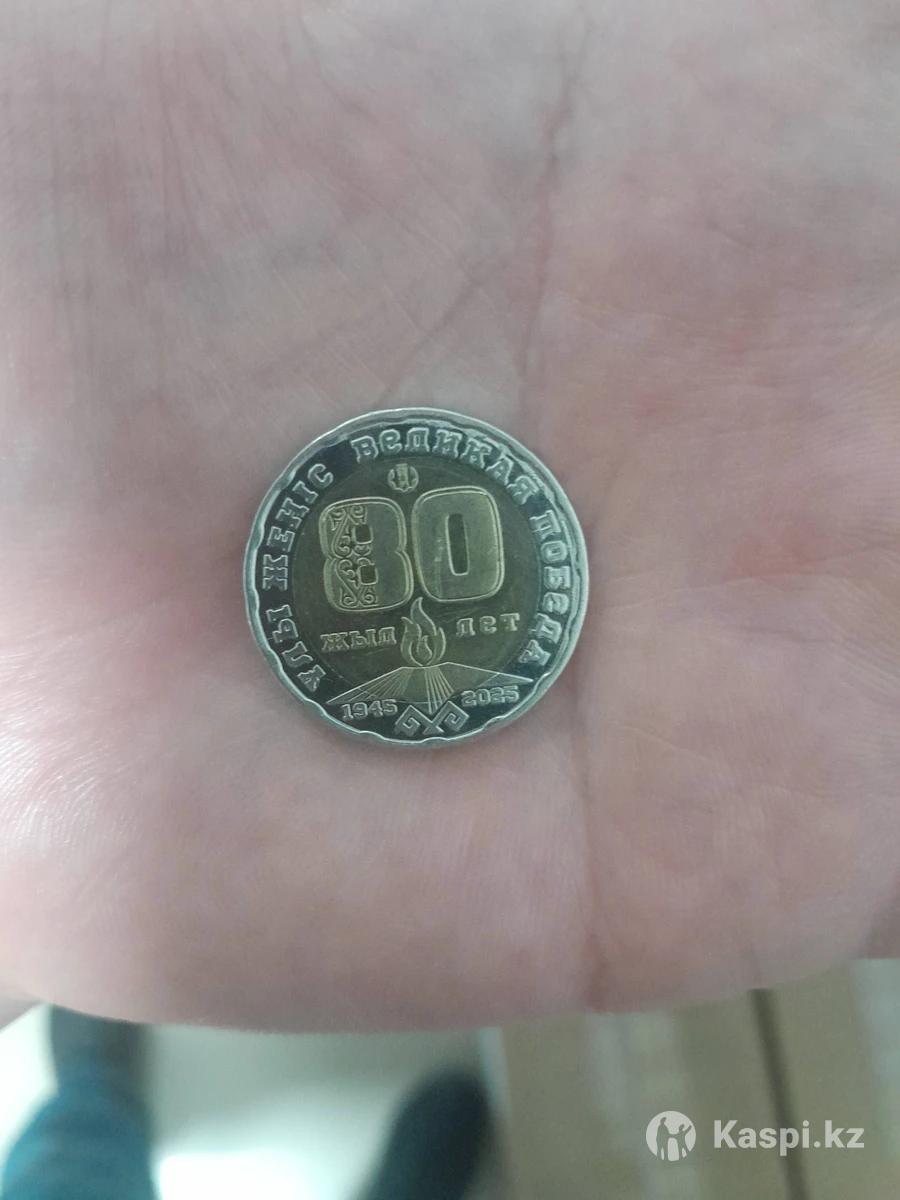 ҰЛЫ ЖЕҢІС ВЕЛИКАЯ ПОБЕДА
80
ЖЫЛ ЛЕТ
1945 2025
Kaspi.kz